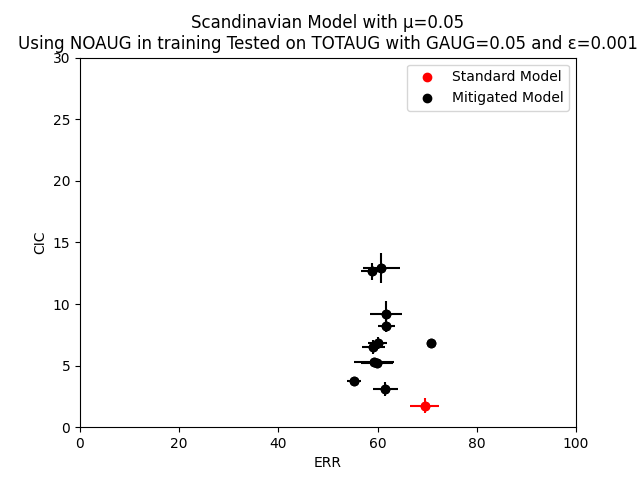 Scandinavian Model with μ=0.05
Using NOAUG in training Tested on TOTAUG with GAUG=0.05 and ε=0.001
Standard Model
Mitigated Model
30
25
20
15
10
5
0
CIC
0 20 40 60 80 100
ERR